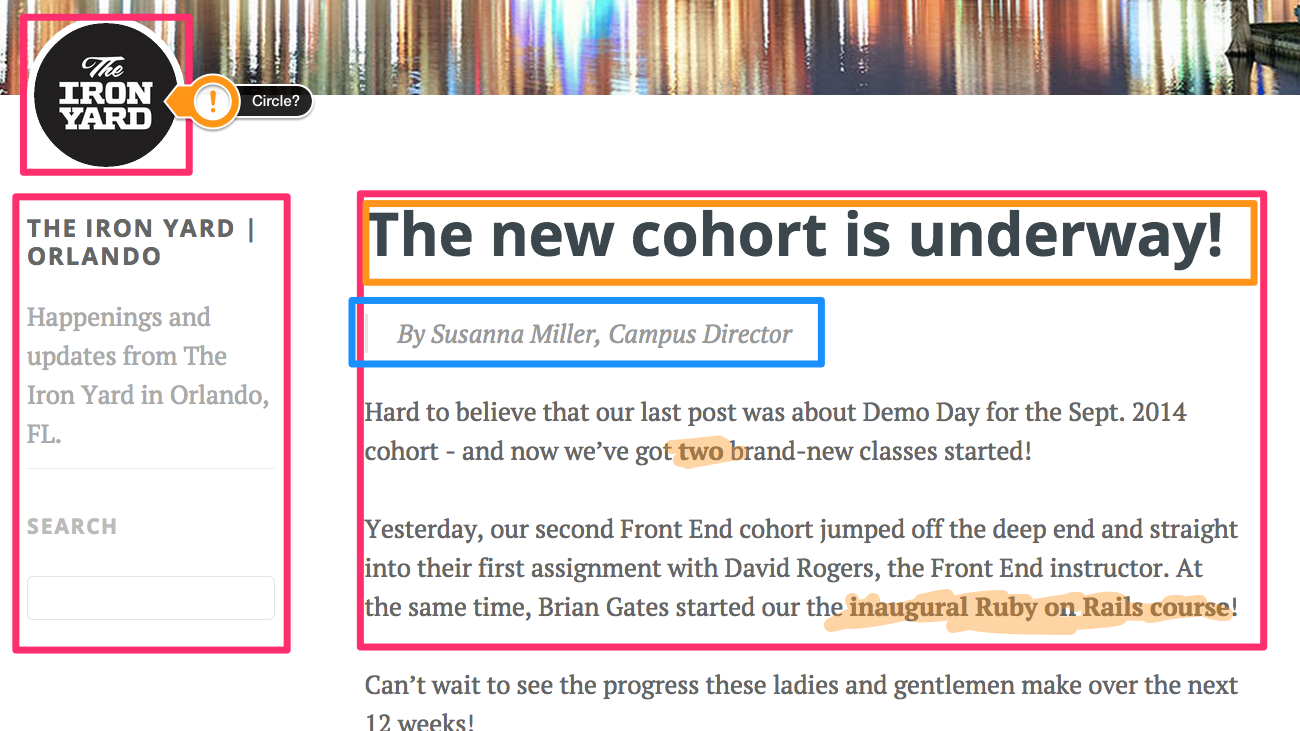 The
IRON
YARD
!
Circle?
THE IRON YARD |
ORLANDO
Happenings and
updates from The
Iron Yard in Orlando,
FL.
SEARCH
The new cohort is underway!
By Susanna Miller, Campus Director
Hard to believe that our last post was about Demo Day for the Sept. 2014
cohort - and now we’ve got two brand-new classes started!
Yesterday, our second Front End cohort jumped off the deep end and straight
into their first assignment with David Rogers, the Front End instructor. At
the same time, Brian Gates started our the inaugural Ruby on Rails course!
Can’t wait to see the progress these ladies and gentlemen make over the next
12 weeks!